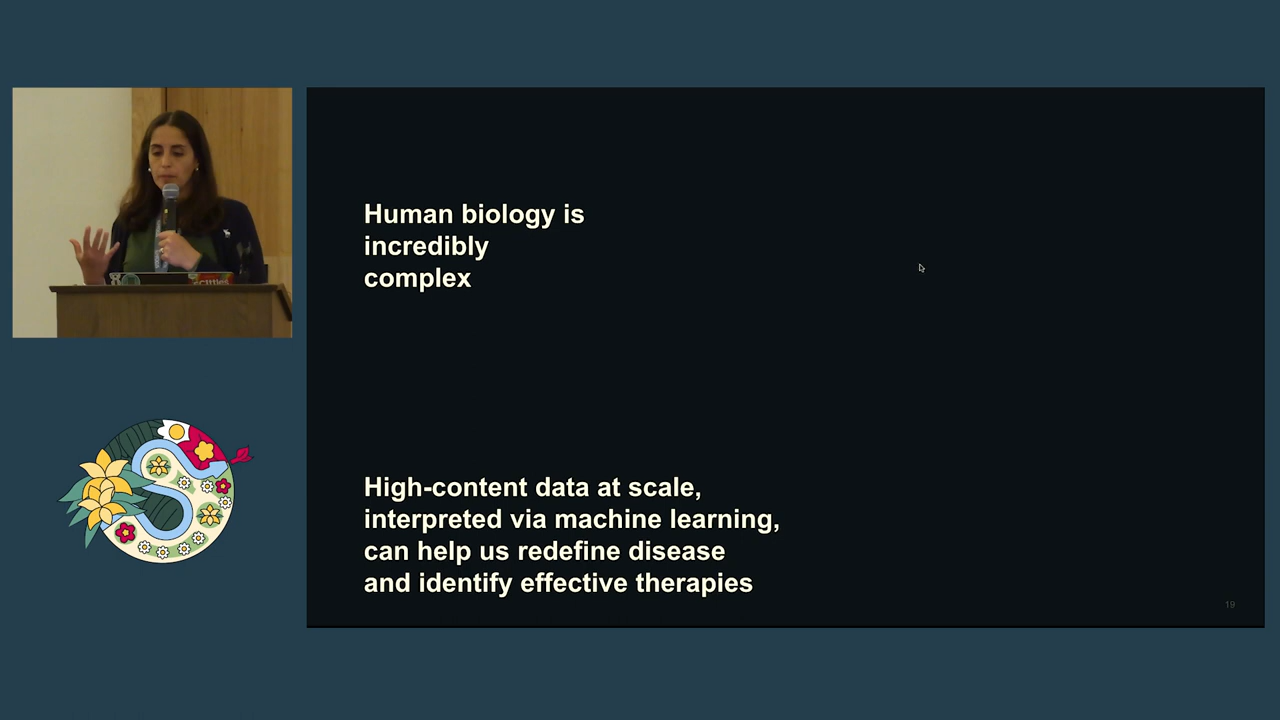 Human biology is
incredibly
complex
High-content data at scale,
interpreted via machine learning,
can help us redefine disease
and identify effective therapies
19